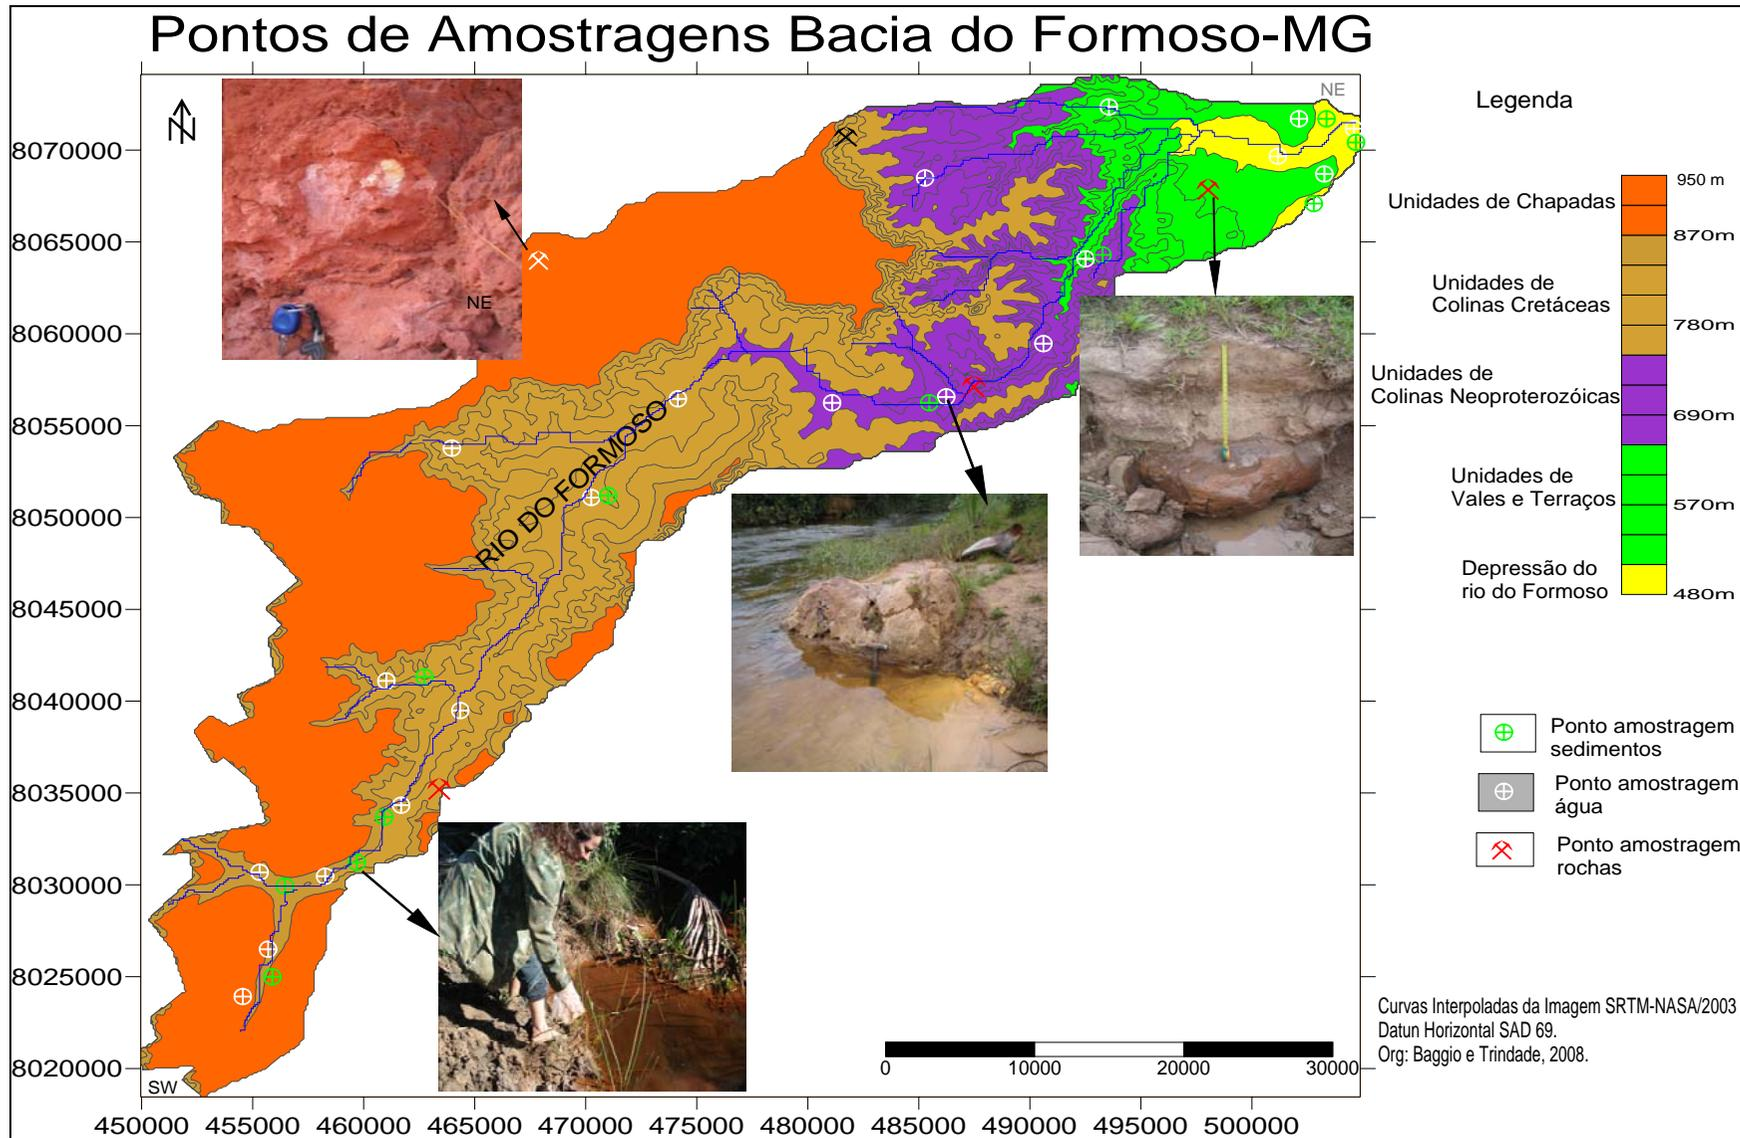 Pontos de Amostragens Bacia do Formoso-MG
NE
N
NE
RIO DO FORMOSO
SW
8070000
8065000
8060000
8055000
8050000
8045000
8040000
8035000
8030000
8025000
8020000
450000 455000 460000 465000 470000 475000 480000 485000 490000 495000 500000
0 10000 20000 30000
Legenda
Unidades de Chapadas
Unidades de
Colinas Cretáceas
Unidades de
Colinas Neoproterozóicas
Unidades de
Vales e Terraços
Depressão do
rio do Formoso
950 m
870m
780m
690m
570m
480m
Ponto amostragem
sedimentos
Ponto amostragem
água
Ponto amostragem
rochas
Curvas Interpoladas da Imagem SRTM-NASA/2003
Datun Horizontal SAD 69.
Org: Baggio e Trindade, 2008.